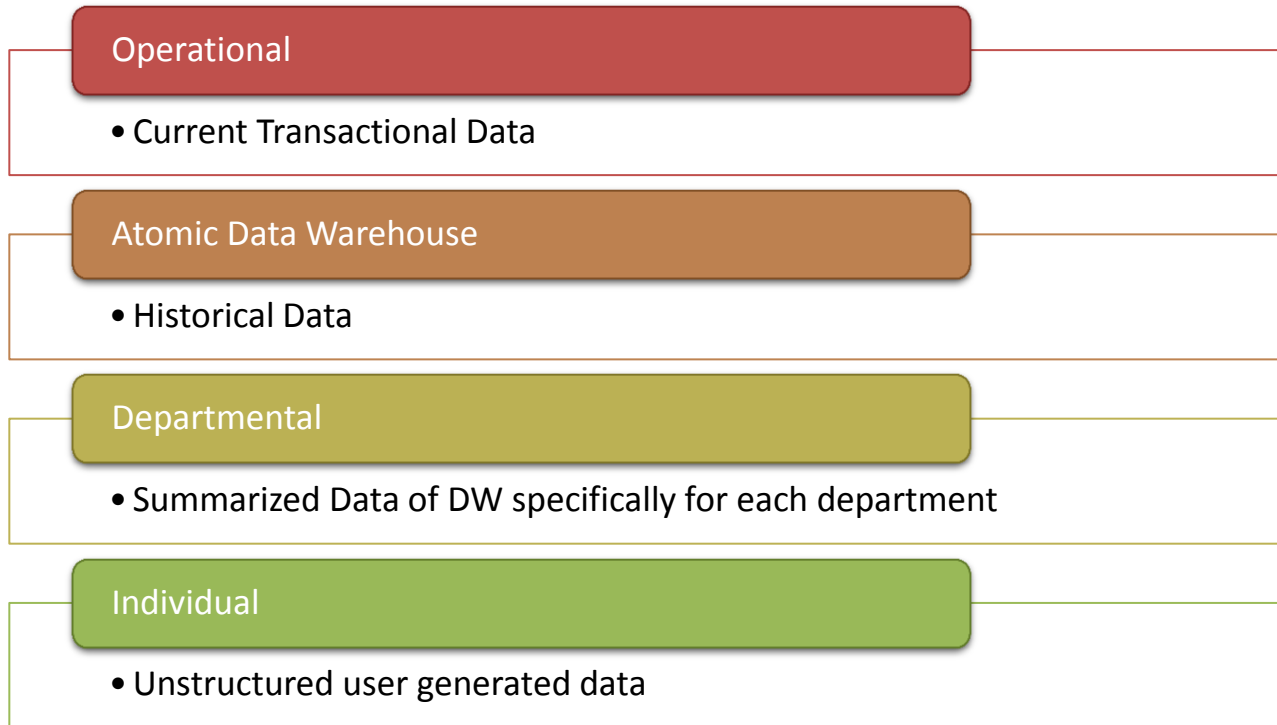 Operational
• Current Transactional Data
Atomic Data Warehouse
• Historical Data
Departmental
• Summarized Data of DW specifically for each department
Individual
• Unstructured user generated data